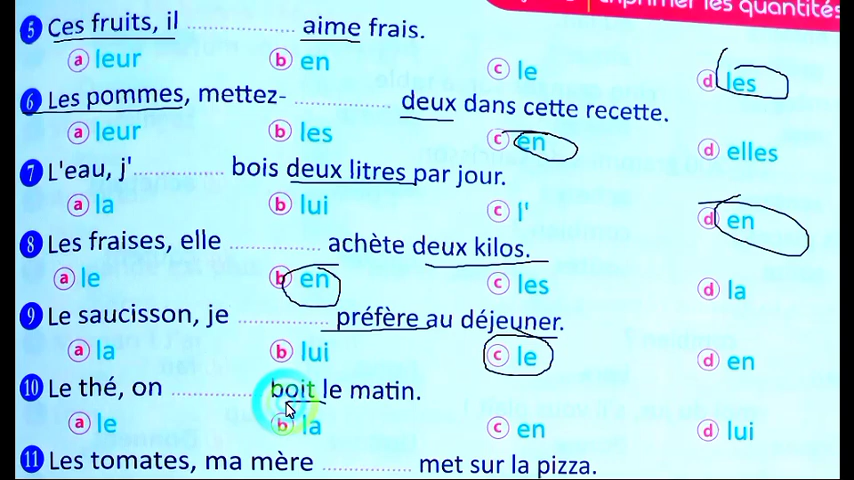 Exprimer les quantités
5 Ces fruits, il .................... aime frais.
a leur b en c le d les
6 Les pommes, mettez- .................... deux dans cette recette.
a leur b les c en d elles
7 L'eau, j'.................... bois deux litres par jour.
a la b lui c l' d en
8 Les fraises, elle .................... achète deux kilos.
a le b en c les d la
9 Le saucisson, je .................... préfère au déjeuner.
a la b lui c le d en
10 Le thé, on .................... boit le matin.
a le b la c en d lui
11 Les tomates, ma mère .................... met sur la pizza.